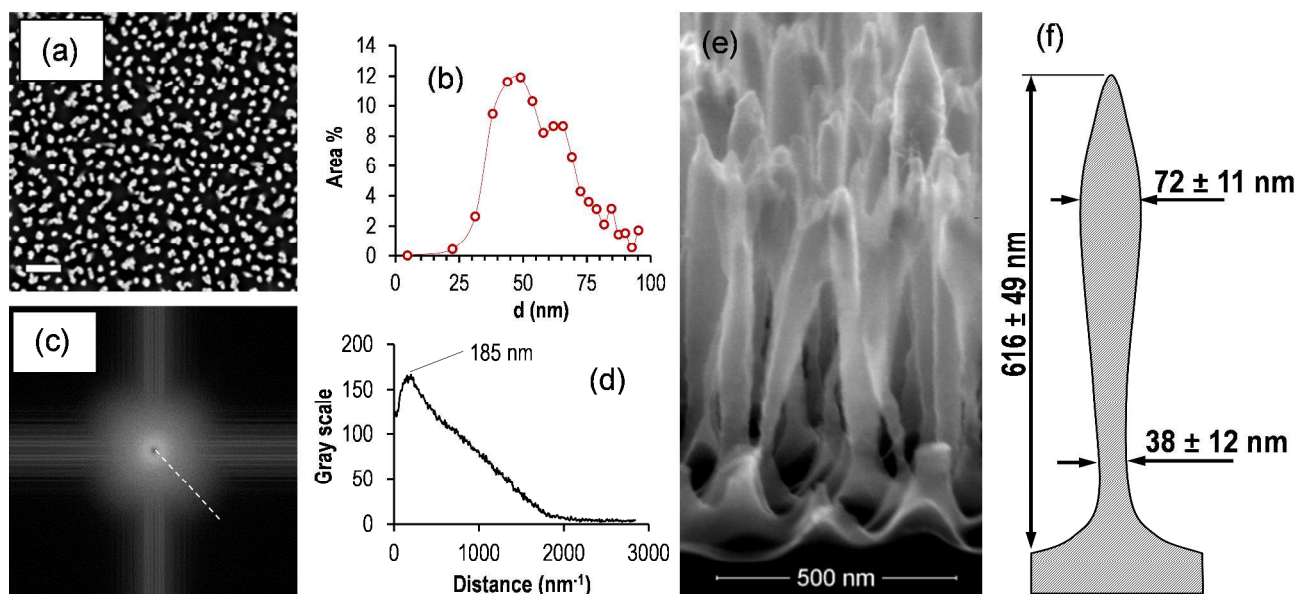 (a)
(b)
14
12
10
8
6
4
2
0
Area %
0
25
50
75
100
d (nm)
(c)
(d)
200
150
100
50
0
Gray scale
185 nm
0
1000
2000
3000
Distance (nm⁻¹)
(e)
500 nm
(f)
72 ± 11 nm
616 ± 49 nm
38 ± 12 nm